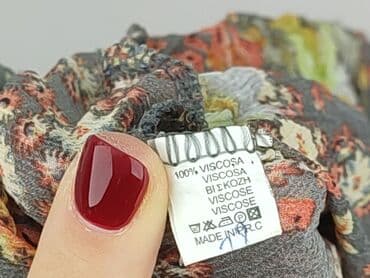 100% VISCOSA
VISCOSA
ΒΙΣΚΟΖΗ
VISCOSE
VISCOSE
MADE IN P.R.C